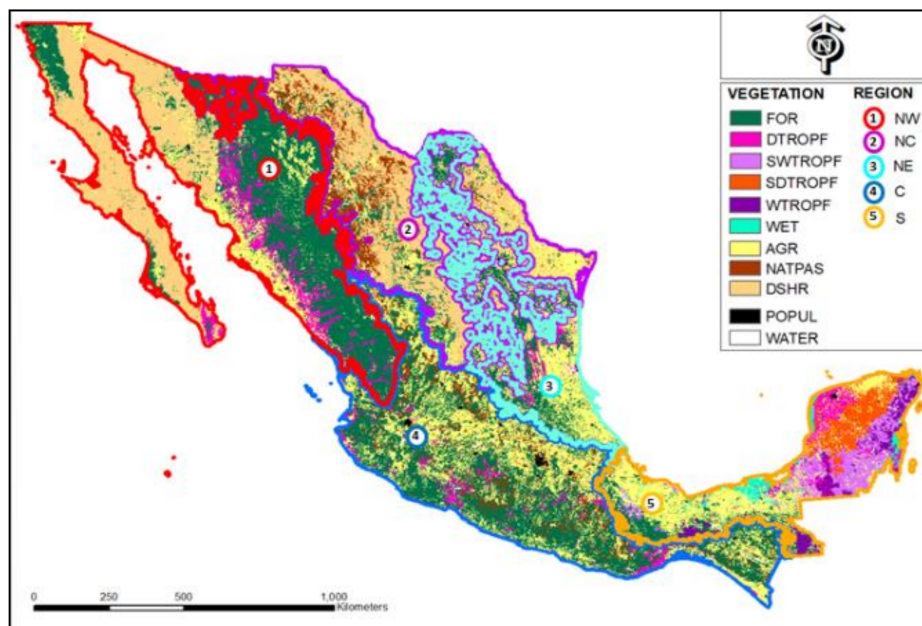 N
VEGETATION REGION
FOR 1 NW
DTROPF 2 NC
SWTROPF 3 NE
SDTROPF 4 C
WTROPF 5 S
WET
AGR
NATPAS
DSHR
POPUL
WATER
1
2
3
4
5
0 250 500 1,000
Kilometers